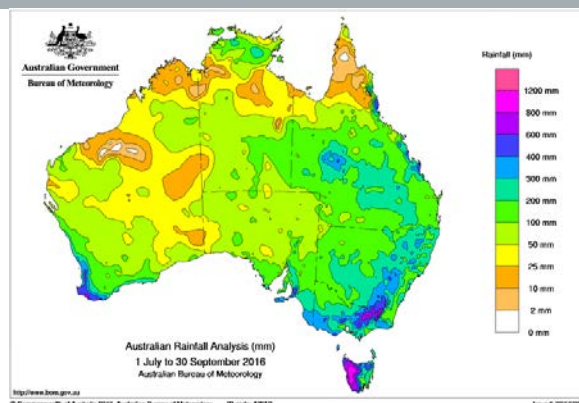 Australian Government
Bureau of Meteorology
Rainfall (mm)
1200 mm
800 mm
600 mm
400 mm
300 mm
200 mm
100 mm
50 mm
25 mm
10 mm
2 mm
0 mm
Australian Rainfall Analysis (mm)
1 July to 30 September 2016
Australian Bureau of Meteorology
http://www.bom.gov.au